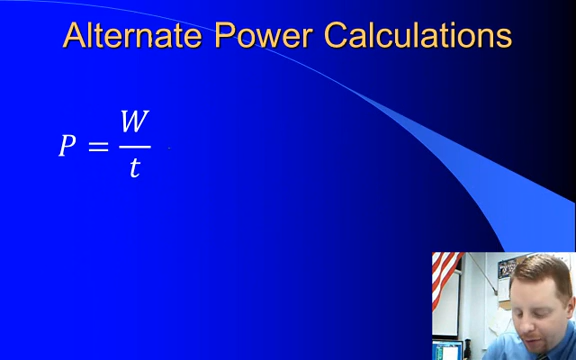 Alternate Power Calculations
P = W/t